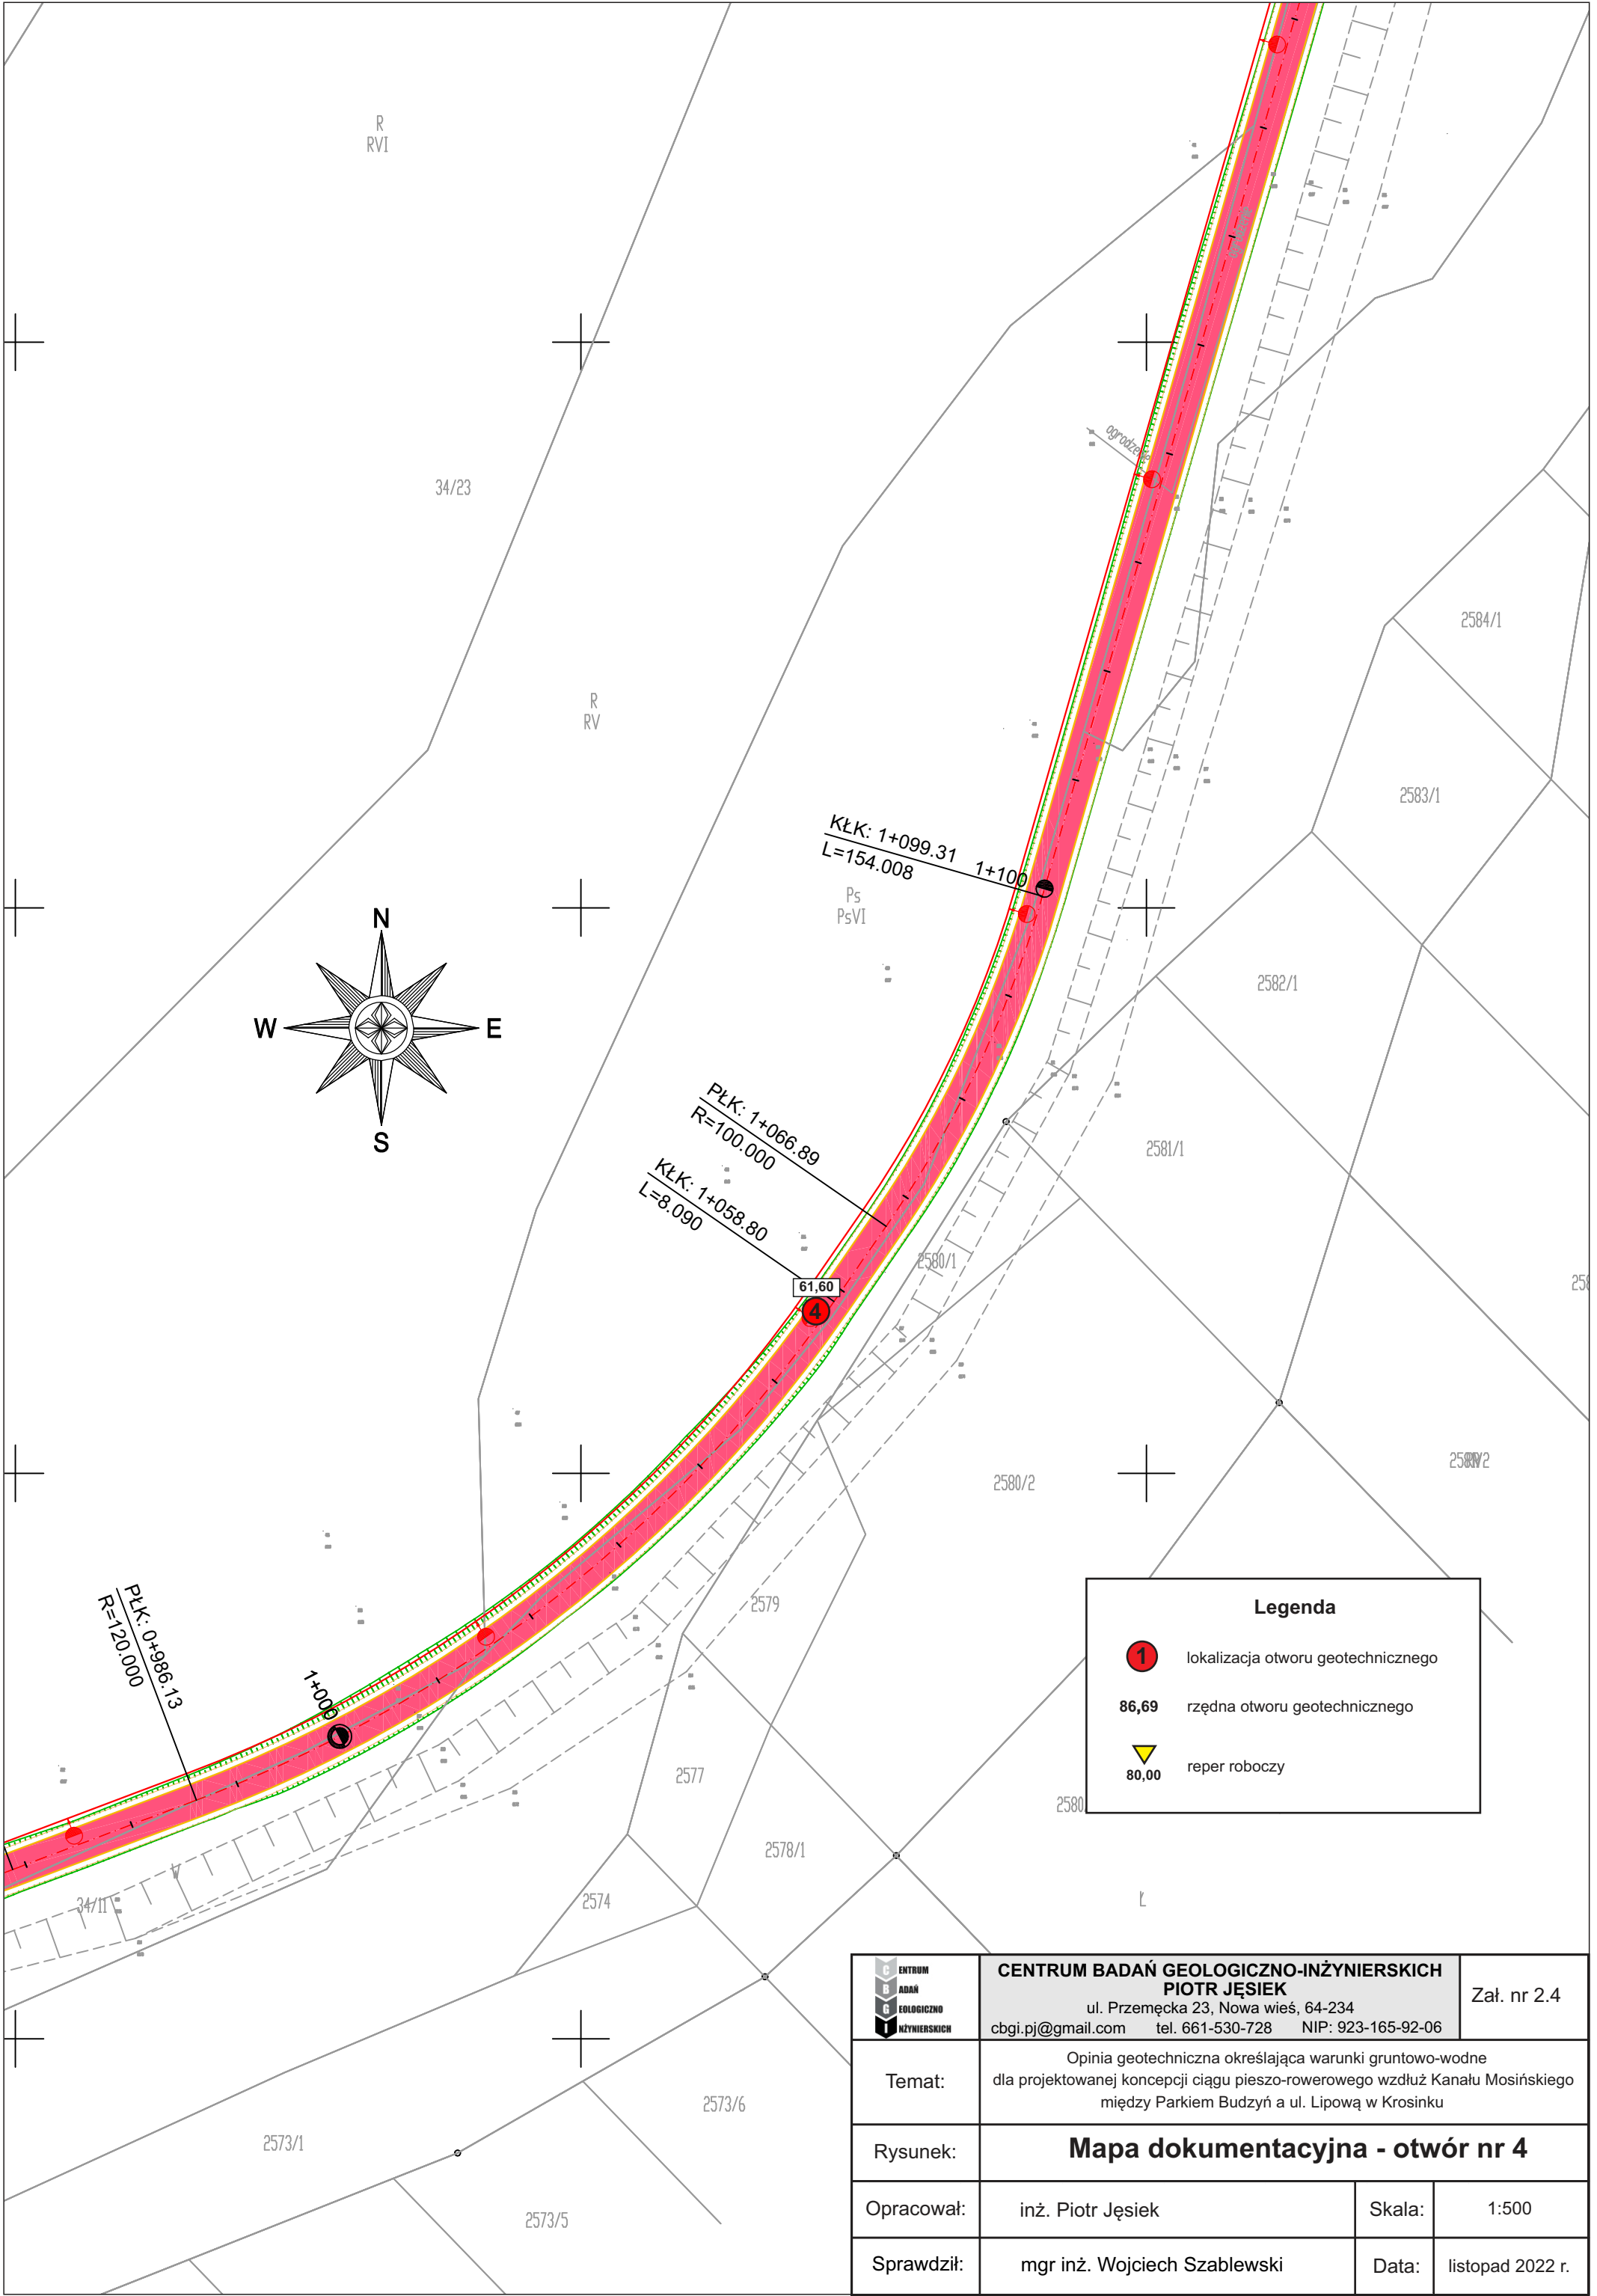 R
RVI
34/23
R
RV
2584/1
2583/1
KŁK: 1+099.31
L=154.008
1+100
Ps
PsVI
N
W
E
S
2582/1
PŁK: 1+066.89
R=100.000
2581/1
KŁK: 1+058.80
L=8.090
2580/1
61,60
4
2580/2
2579
PŁK: 0+986.13
R=120.000
1+000
Legenda
1 lokalizacja otworu geotechnicznego
86,69 rzędna otworu geotechnicznego
80,00 reper roboczy
2577
2580
2578/1
W
34/11
2574
Ł
CENTRUM
BADAŃ
GEOLOGICZNO
INŻYNIERSKICH
CENTRUM BADAŃ GEOLOGICZNO-INŻYNIERSKICH
PIOTR JĘSIEK
ul. Przemęcka 23, Nowa wieś, 64-234
cbgi.pj@gmail.com tel. 661-530-728 NIP: 923-165-92-06
Zał. nr 2.4
Temat:
Opinia geotechniczna określająca warunki gruntowo-wodne
dla projektowanej koncepcji ciągu pieszo-rowerowego wzdłuż Kanału Mosińskiego
między Parkiem Budzyń a ul. Lipową w Krosinku
2573/6
2573/1
Rysunek: Mapa dokumentacyjna - otwór nr 4
2573/5
Opracował: inż. Piotr Jęsiek Skala: 1:500
Sprawdził: mgr inż. Wojciech Szablewski Data: listopad 2022 r.